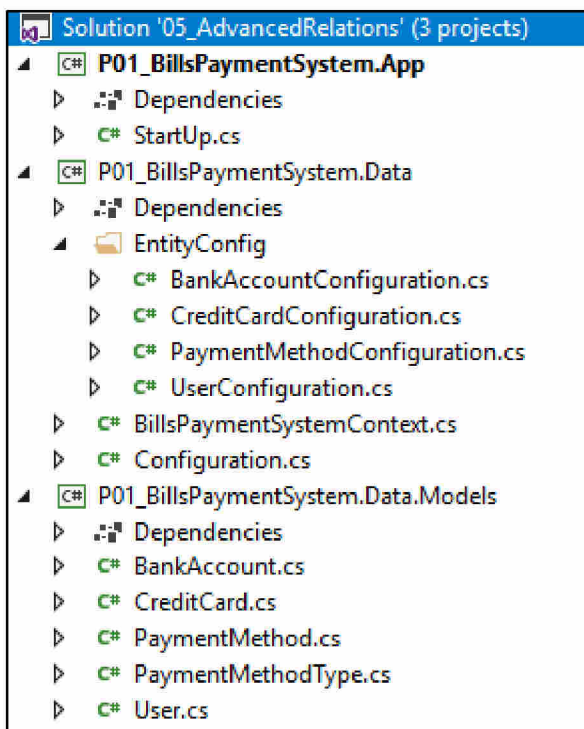 Solution '05_AdvancedRelations' (3 projects)
C# P01_BillsPaymentSystem.App
Dependencies
C# StartUp.cs
C# P01_BillsPaymentSystem.Data
Dependencies
EntityConfig
C# BankAccountConfiguration.cs
C# CreditCardConfiguration.cs
C# PaymentMethodConfiguration.cs
C# UserConfiguration.cs
C# BillsPaymentSystemContext.cs
C# Configuration.cs
C# P01_BillsPaymentSystem.Data.Models
Dependencies
C# BankAccount.cs
C# CreditCard.cs
C# PaymentMethod.cs
C# PaymentMethodType.cs
C# User.cs